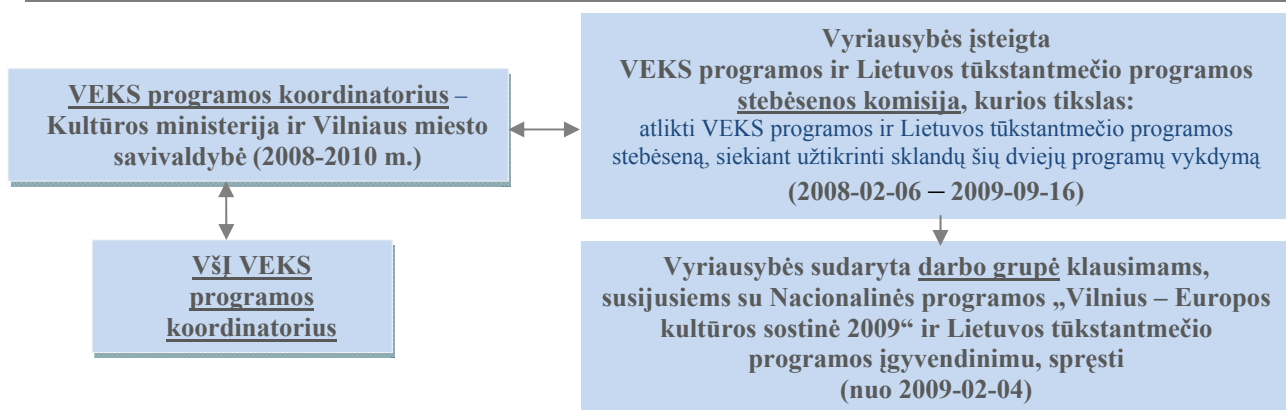 VEKS programos koordinatorius –
Kultūros ministerija ir Vilniaus miesto
savivaldybė (2008-2010 m.)
VšĮ VEKS
programos
koordinatorius
Vyriausybės įsteigta
VEKS programos ir Lietuvos tūkstantmečio programos
stebėsenos komisija, kurios tikslas:
atlikti VEKS programos ir Lietuvos tūkstantmečio programos
stebėseną, siekiant užtikrinti sklandų šių dviejų programų vykdymą
(2008-02-06 – 2009-09-16)
Vyriausybės sudaryta darbo grupė klausimams,
susijusiems su Nacionalinės programos „Vilnius – Europos
kultūros sostinė 2009“ ir Lietuvos tūkstantmečio
programos įgyvendinimu, spręsti
(nuo 2009-02-04)